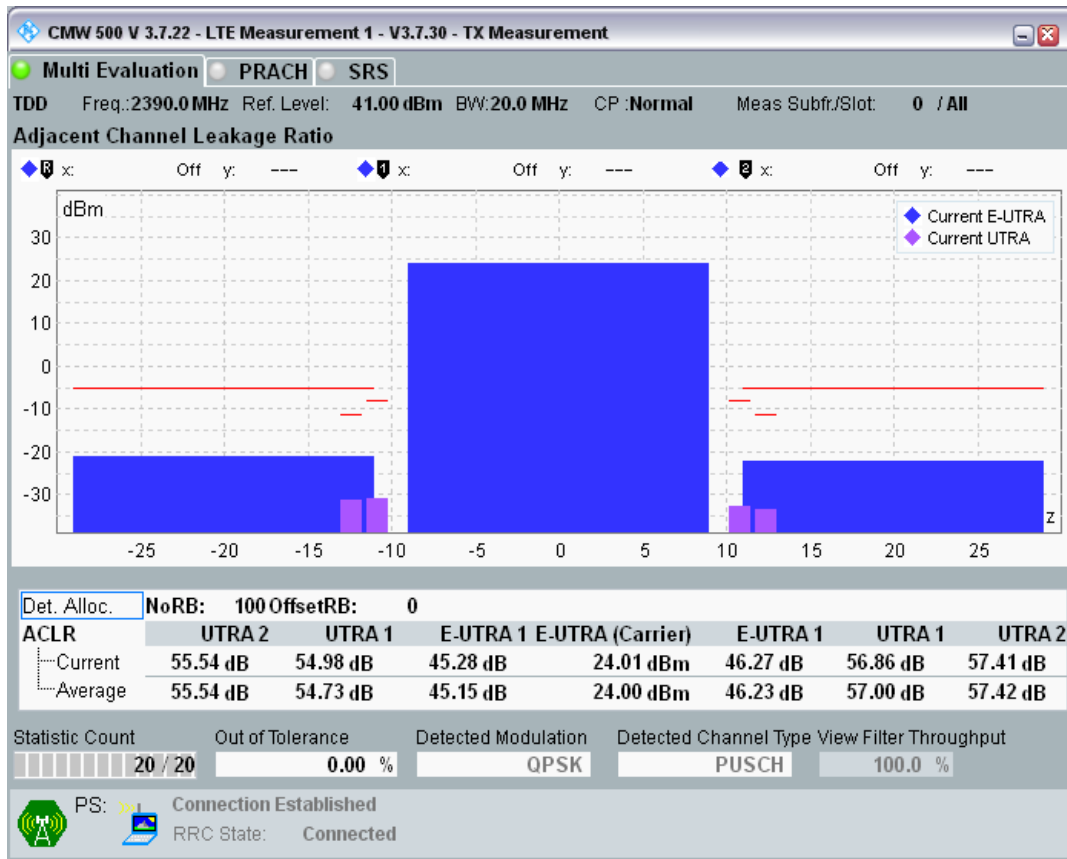 CMW 500 V 3.7.22 - LTE Measurement 1 - V3.7.30 - TX Measurement
Multi Evaluation PRACH SRS
TDD Freq.:2390.0 MHz Ref. Level: 41.00 dBm BW:20.0 MHz CP :Normal Meas Subfr./Slot: 0 / All
Adjacent Channel Leakage Ratio
R x: Off y: --- 1 x: Off y: --- 2 x: Off y: ---
dBm
Current E-UTRA
Current UTRA
30
20
10
0
-10
-20
-30
z
-25 -20 -15 -10 -5 0 5 10 15 20 25
Det. Alloc. NoRB: 100 OffsetRB: 0
ACLR UTRA 2 UTRA 1 E-UTRA 1 E-UTRA (Carrier) E-UTRA 1 UTRA 1 UTRA 2
Current 55.54 dB 54.98 dB 45.28 dB 24.01 dBm 46.27 dB 56.86 dB 57.41 dB
Average 55.54 dB 54.73 dB 45.15 dB 24.00 dBm 46.23 dB 57.00 dB 57.42 dB
Statistic Count Out of Tolerance Detected Modulation Detected Channel Type View Filter Throughput
20 / 20 0.00 % QPSK PUSCH 100.0 %
PS: Connection Established
RRC State: Connected